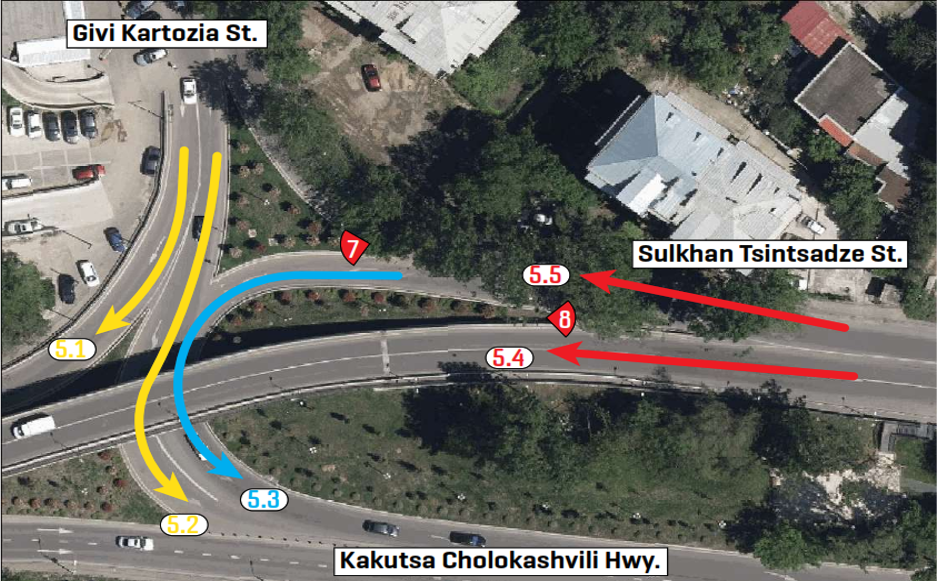 Givi Kartozia St.
7
5.5
Sulkhan Tsintsadze St.
8
5.1
5.4
5.3
5.2
Kakutsa Cholokashvili Hwy.